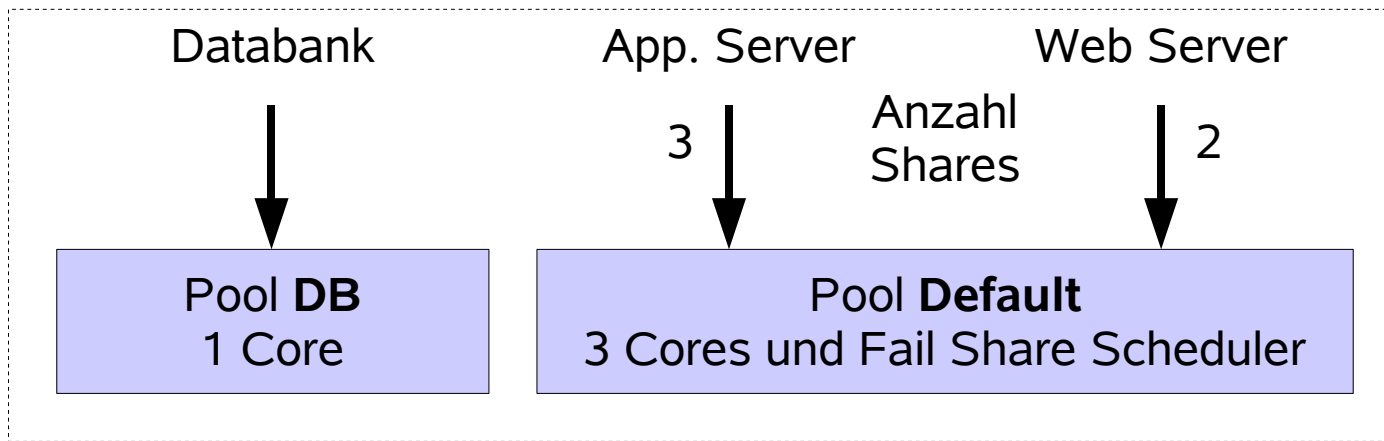 Databank
App. Server
Web Server
3
Anzahl
Shares
2
Pool DB
1 Core
Pool Default
3 Cores und Fail Share Scheduler